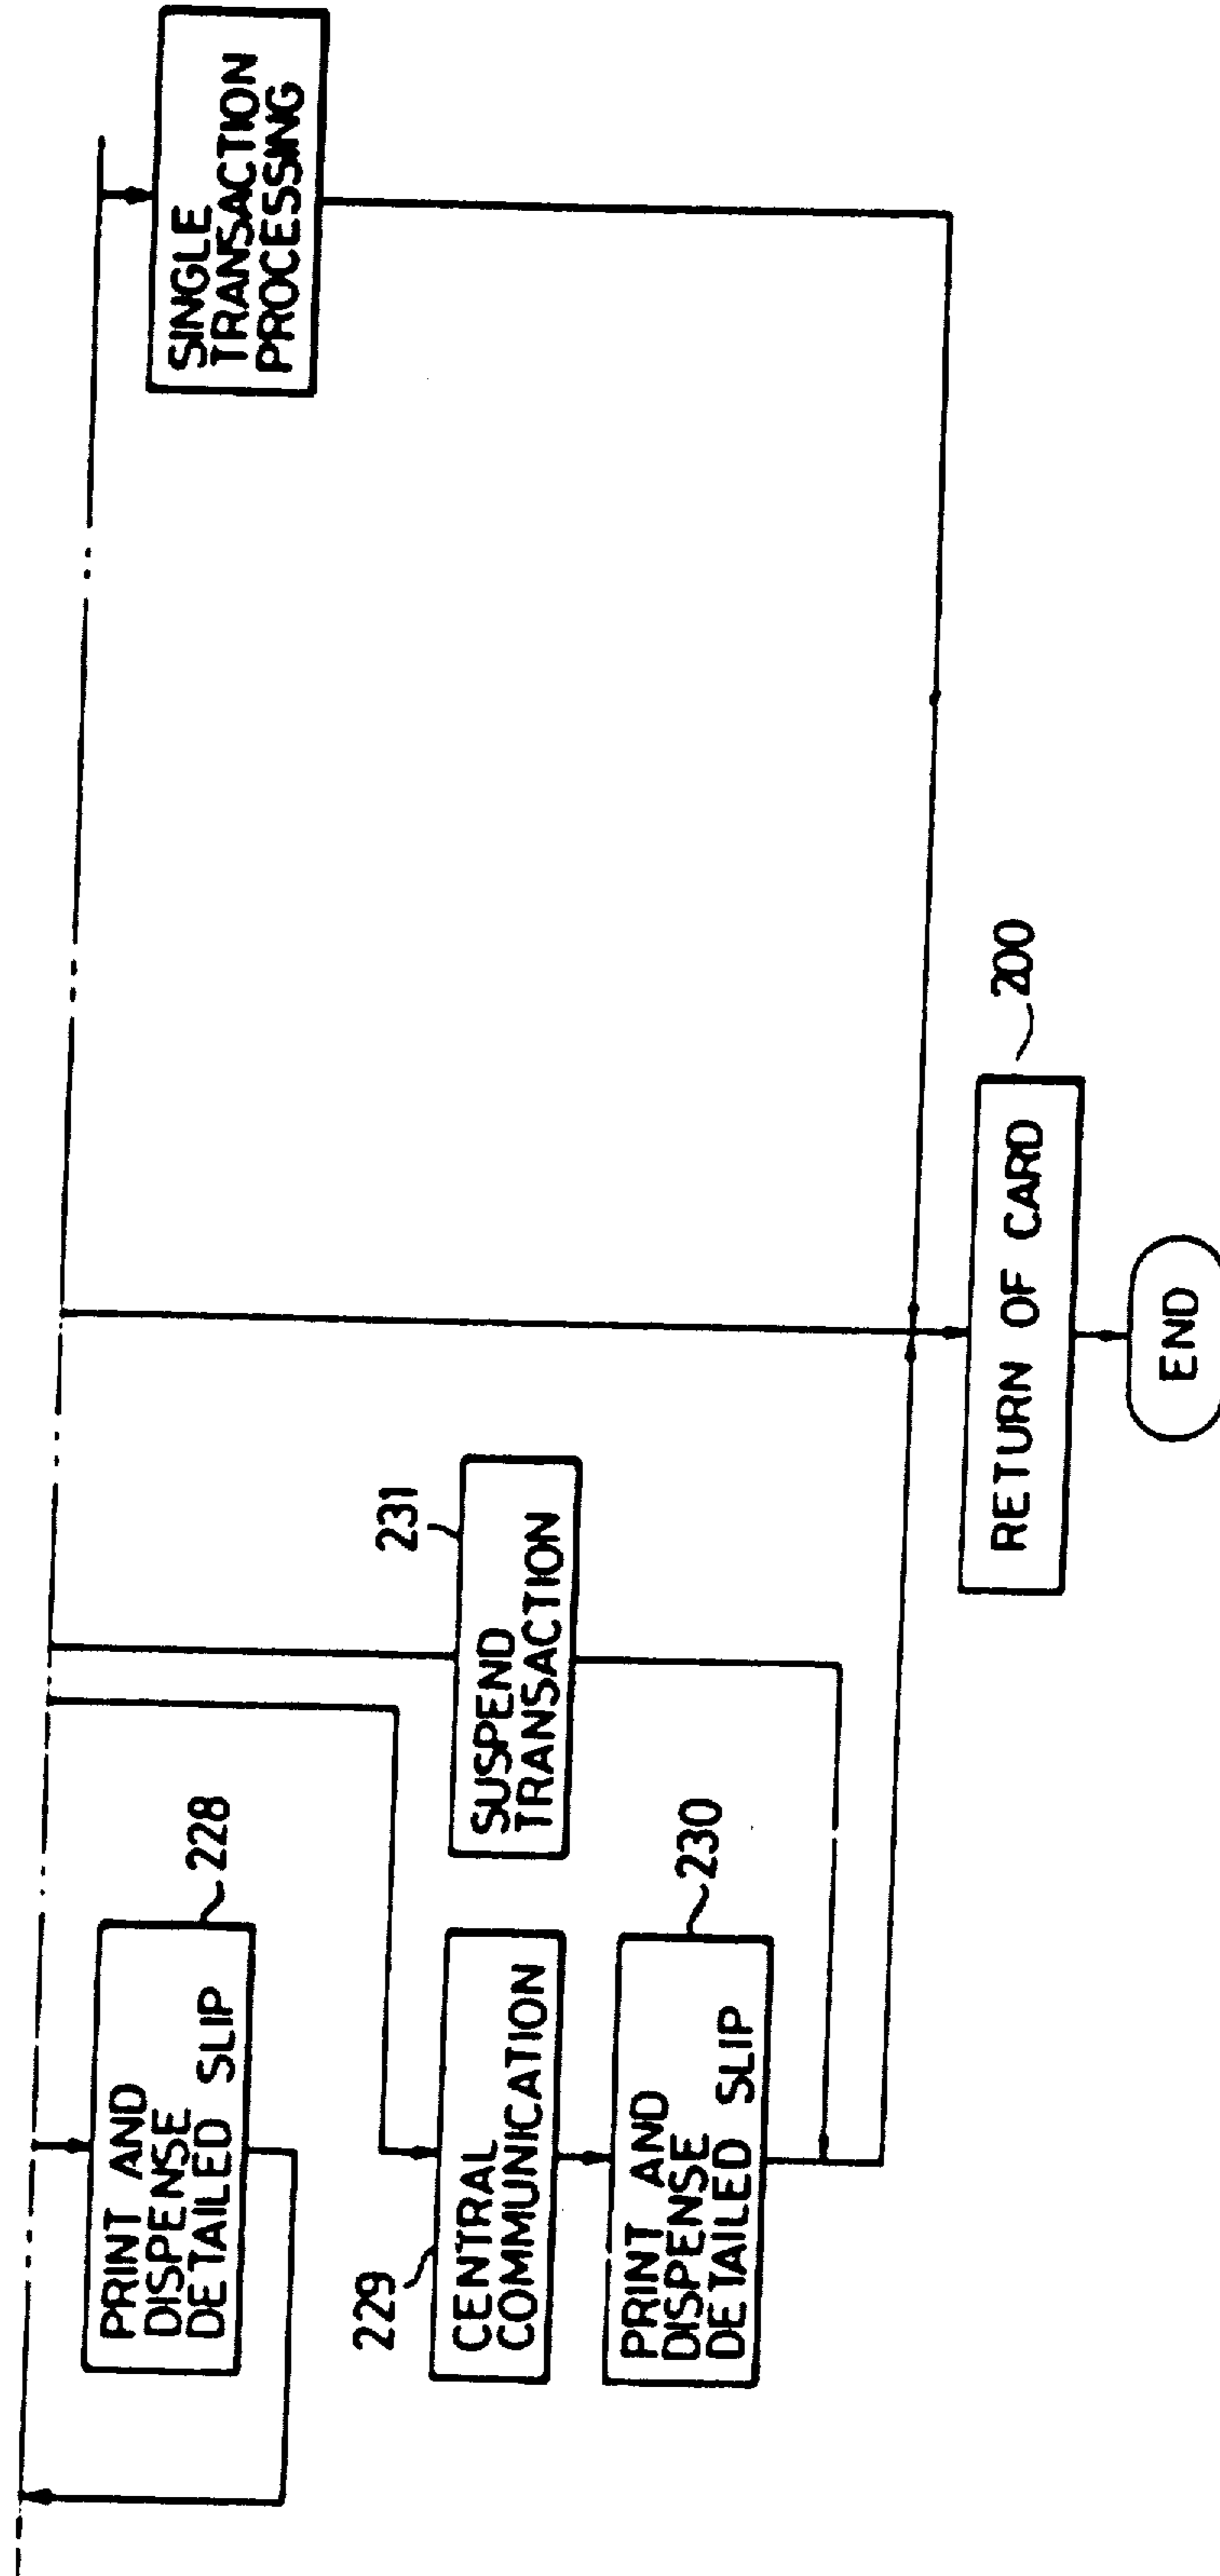 PRINT AND
DISPENSE
DETAILED SLIP
228
229
CENTRAL
COMMUNICATION
PRINT AND
DISPENSE
DETAILED SLIP
230
231
SUSPEND
TRANSACTION
SINGLE
TRANSACTION
PROCESSING
RETURN OF CARD
200
END